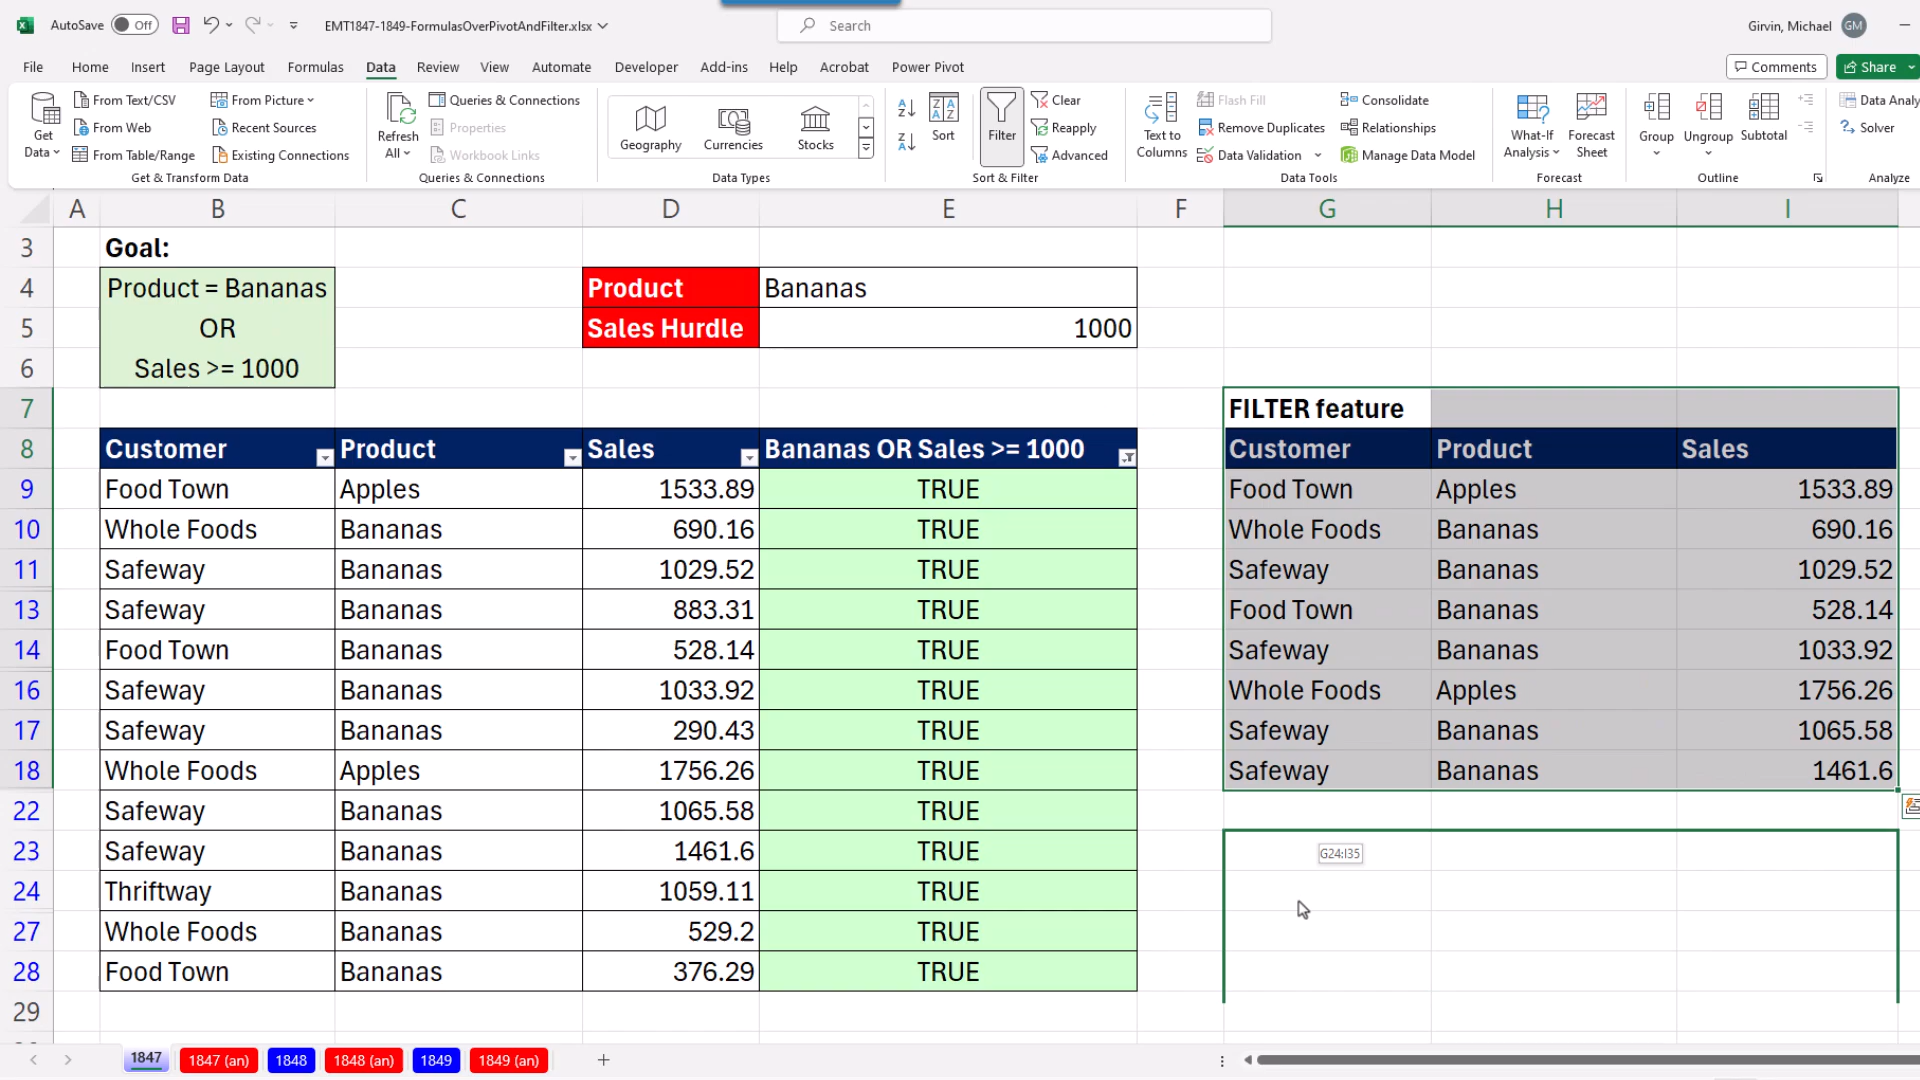 AutoSave Off EMT1847-1849-FormulasOverPivotAndFilter.xlsx Search Girvin, Michael GM
File Home Insert Page Layout Formulas Data Review View Automate Developer Add-ins Help Acrobat Power Pivot Comments Share
Get Data
From Text/CSV
From Web
From Table/Range
From Picture
Recent Sources
Existing Connections
Get & Transform Data
Refresh All
Queries & Connections
Properties
Workbook Links
Queries & Connections
Geography
Currencies
Stocks
Data Types
Sort
Filter
Clear
Reapply
Advanced
Sort & Filter
Text to Columns
Flash Fill
Remove Duplicates
Data Validation
Consolidate
Relationships
Manage Data Model
Data Tools
What-If Analysis
Forecast Sheet
Forecast
Group
Ungroup
Subtotal
Outline
Data Analy
Solver
Analyze
A B C D E F G H I
3 Goal:
4 Product = Bananas Product Bananas
5 OR Sales Hurdle 1000
6 Sales >= 1000
7 FILTER feature
8 Customer Product Sales Bananas OR Sales >= 1000 Customer Product Sales
9 Food Town Apples 1533.89 TRUE Food Town Apples 1533.89
10 Whole Foods Bananas 690.16 TRUE Whole Foods Bananas 690.16
11 Safeway Bananas 1029.52 TRUE Safeway Bananas 1029.52
13 Safeway Bananas 883.31 TRUE Food Town Bananas 528.14
14 Food Town Bananas 528.14 TRUE Safeway Bananas 1033.92
16 Safeway Bananas 1033.92 TRUE Whole Foods Apples 1756.26
17 Safeway Bananas 290.43 TRUE Safeway Bananas 1065.58
18 Whole Foods Apples 1756.26 TRUE Safeway Bananas 1461.6
22 Safeway Bananas 1065.58 TRUE
23 Safeway Bananas 1461.6 TRUE G24:I35
24 Thriftway Bananas 1059.11 TRUE
27 Whole Foods Bananas 529.2 TRUE
28 Food Town Bananas 376.29 TRUE
29
1847 1847 (an) 1848 1848 (an) 1849 1849 (an)